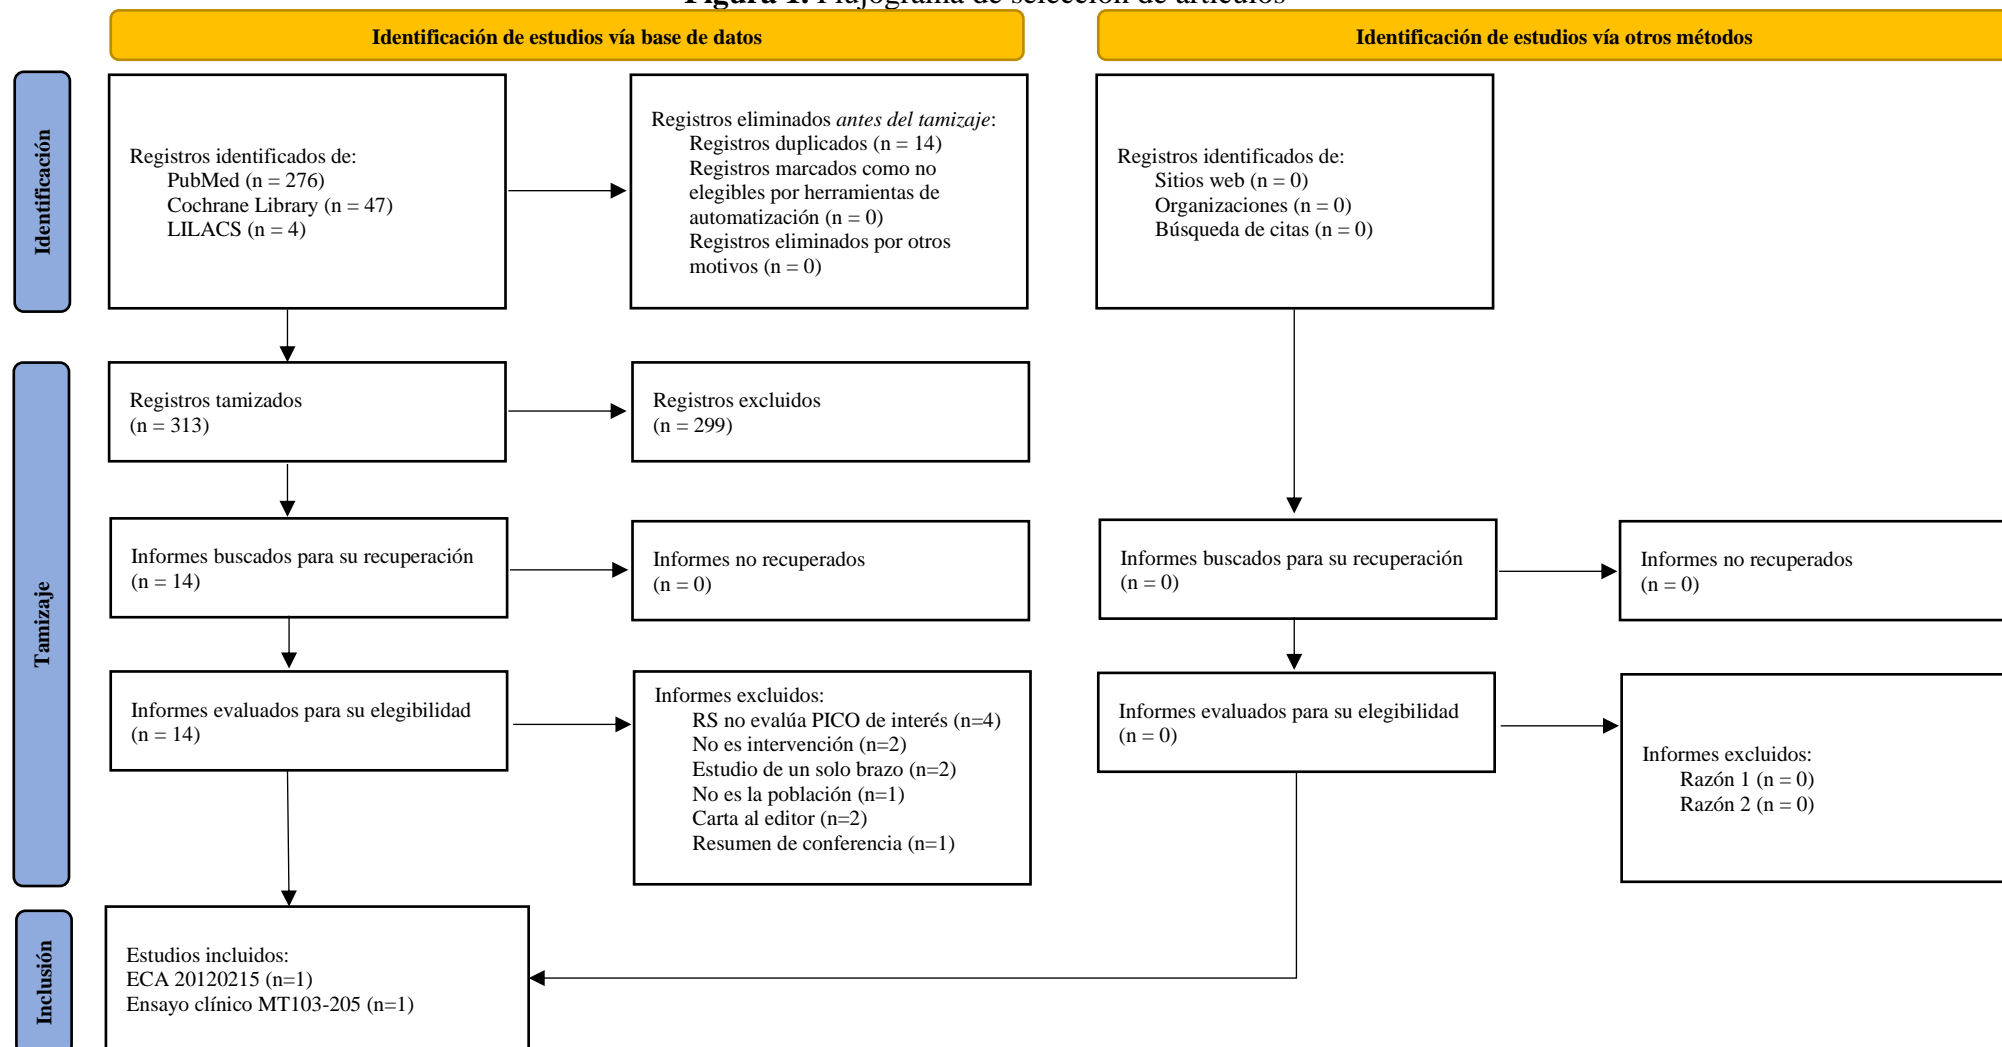 Figura 1. Flujograma de selección de artículos
Identificación de estudios vía base de datos
Identificación de estudios vía otros métodos
Identificación
Registros identificados de:
PubMed (n = 276)
Cochrane Library (n = 47)
LILACS (n = 4)
Registros eliminados antes del tamizaje:
Registros duplicados (n = 14)
Registros marcados como no
elegibles por herramientas de
automatización (n = 0)
Registros eliminados por otros
motivos (n = 0)
Registros identificados de:
Sitios web (n = 0)
Organizaciones (n = 0)
Búsqueda de citas (n = 0)
Tamizaje
Registros tamizados
(n = 313)
Registros excluidos
(n = 299)
Informes buscados para su recuperación
(n = 14)
Informes no recuperados
(n = 0)
Informes buscados para su recuperación
(n = 0)
Informes no recuperados
(n = 0)
Informes evaluados para su elegibilidad
(n = 14)
Informes excluidos:
RS no evalúa PICO de interés (n=4)
No es intervención (n=2)
Estudio de un solo brazo (n=2)
No es la población (n=1)
Carta al editor (n=2)
Resumen de conferencia (n=1)
Informes evaluados para su elegibilidad
(n = 0)
Informes excluidos:
Razón 1 (n = 0)
Razón 2 (n = 0)
Inclusión
Estudios incluidos:
ECA 20120215 (n=1)
Ensayo clínico MT103-205 (n=1)